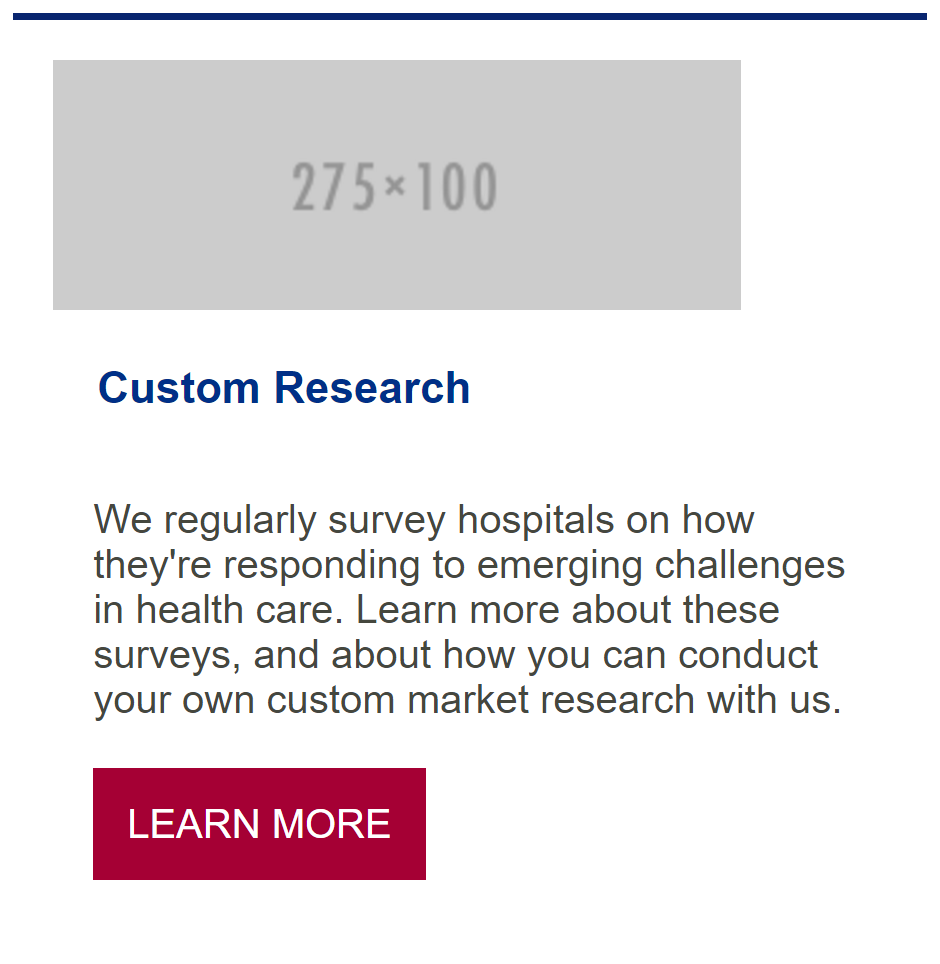 275×100
Custom Research
We regularly survey hospitals on how
they're responding to emerging challenges
in health care. Learn more about these
surveys, and about how you can conduct
your own custom market research with us.
LEARN MORE